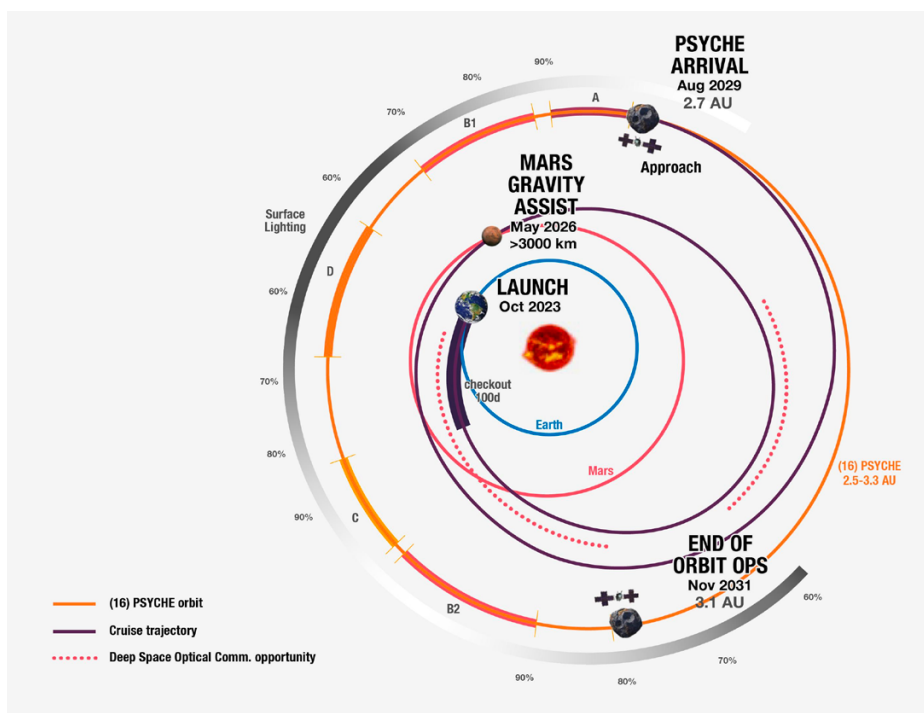 PSYCHE
ARRIVAL
Aug 2029
2.7 AU
Approach
90%
80%
70%
60%
Surface
Lighting
60%
70%
80%
90%
A
B1
D
C
B2
MARS
GRAVITY
ASSIST
May 2026
>3000 km
LAUNCH
Oct 2023
checkout
100d
Earth
Mars
(16) PSYCHE
2.5-3.3 AU
END OF
ORBIT OPS
Nov 2031
3.1 AU
60%
70%
80%
90%
(16) PSYCHE orbit
Cruise trajectory
Deep Space Optical Comm. opportunity